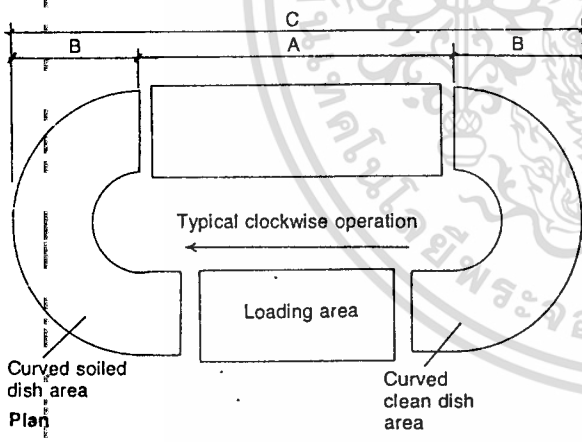 C
B
A
B
Typical clockwise operation
Loading area
Curved soiled
dish area
Curved
clean dish
area
Plan